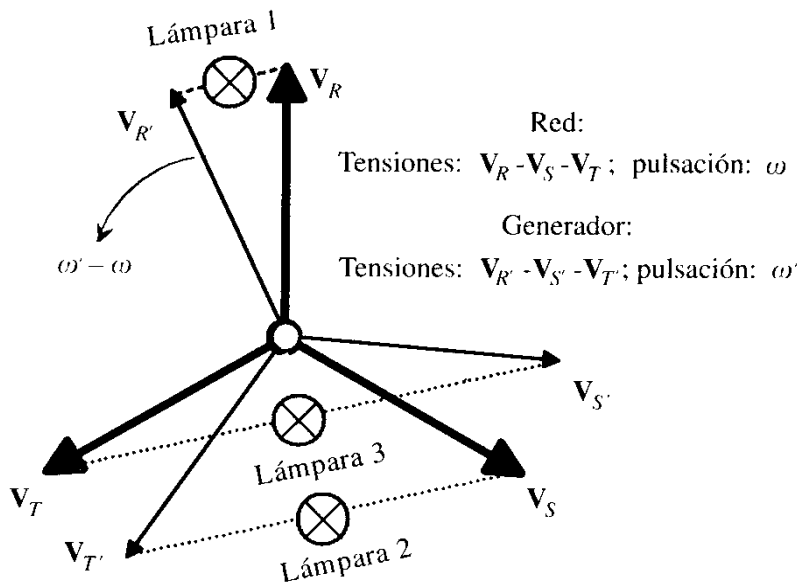 Lámpara 1
V_R
V_R'
Red:
Tensiones: V_R - V_S - V_T ; pulsación: ω
Generador:
Tensiones: V_R' - V_S' - V_T' ; pulsación: ω'
ω' – ω
V_S'
Lámpara 3
V_T
V_S
V_T'
Lámpara 2